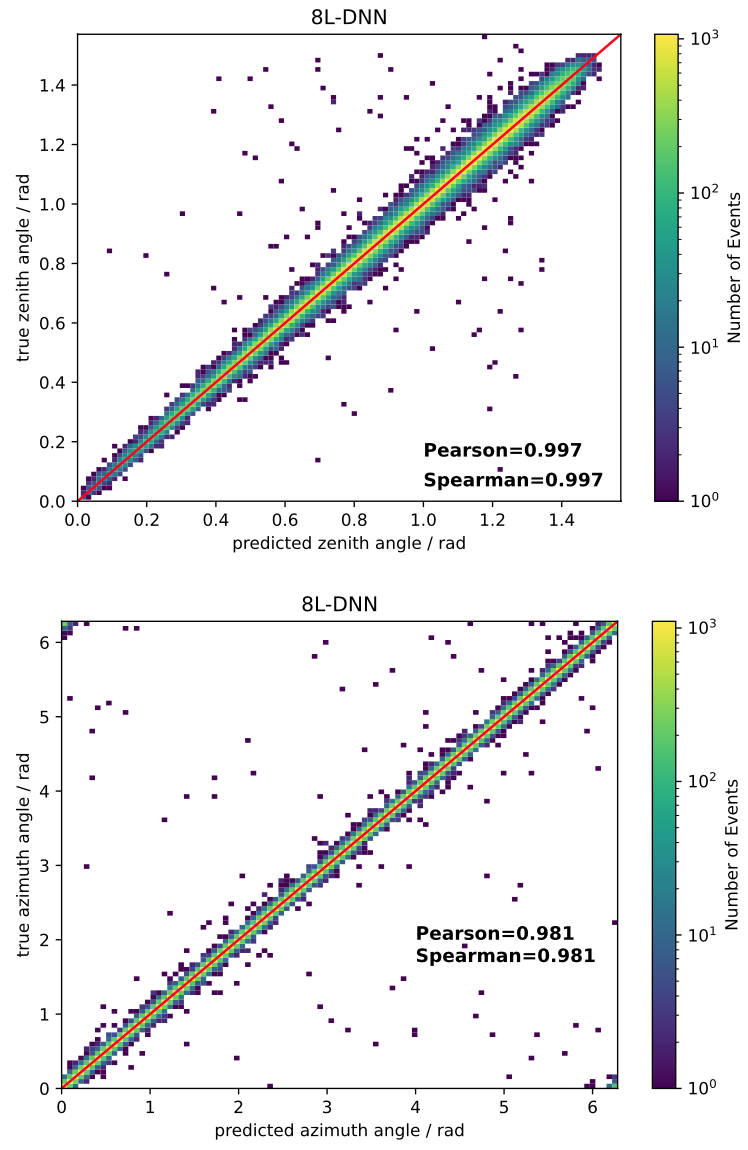 8L-DNN
1.4
1.2
1.0
0.8
0.6
0.4
0.2
0.0
true zenith angle / rad
0.0 0.2 0.4 0.6 0.8 1.0 1.2 1.4
predicted zenith angle / rad
Pearson=0.997
Spearman=0.997
10³
10²
10¹
10⁰
Number of Events
8L-DNN
6
5
4
3
2
1
0
true azimuth angle / rad
0 1 2 3 4 5 6
predicted azimuth angle / rad
Pearson=0.981
Spearman=0.981
10³
10²
10¹
10⁰
Number of Events